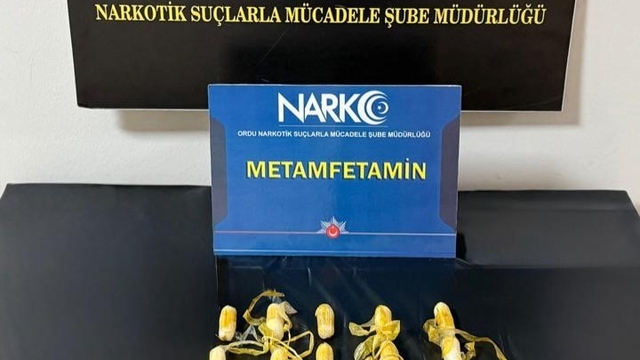 NARKOTİK SUÇLARLA MÜCADELE ŞUBE MÜDÜRLÜĞÜ
NARKO
ORDU NARKOTİK SUÇLARLA MÜCADELE ŞUBE MÜDÜRLÜĞÜ
METAMFETAMİN